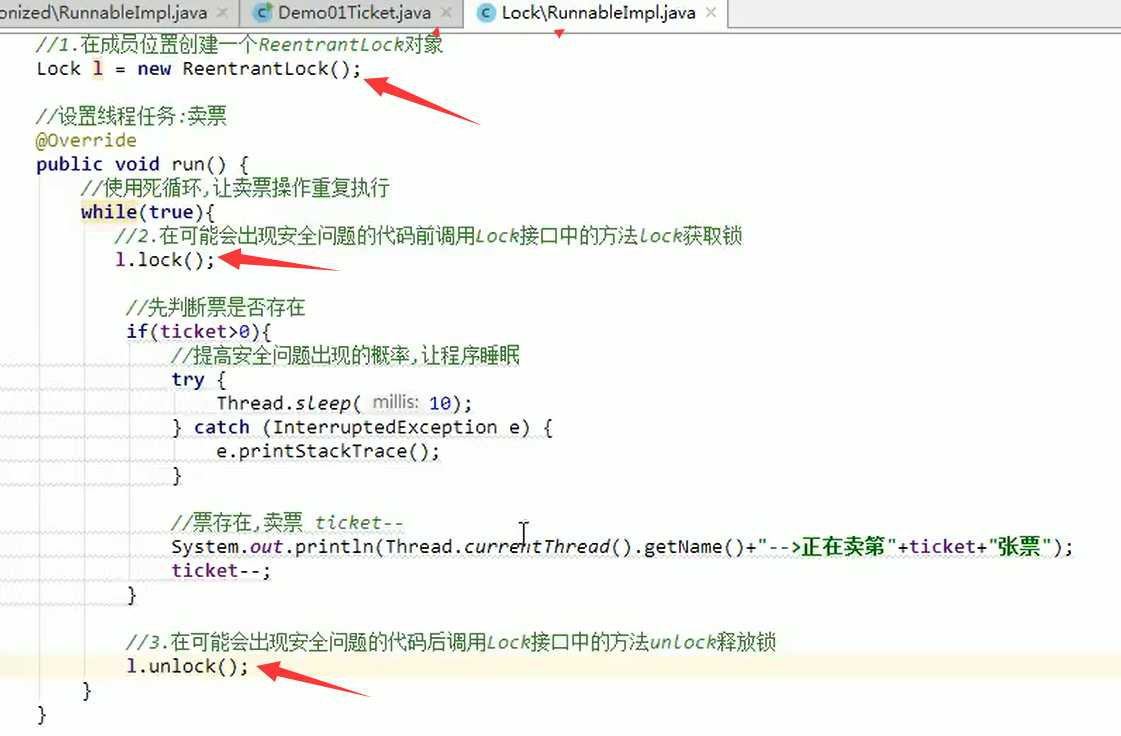 onized\RunnableImpl.java × Demo01Ticket.java × Lock\RunnableImpl.java ×
//1.在成员位置创建一个ReentrantLock对象
Lock l = new ReentrantLock();
//设置线程任务:卖票
@Override
public void run() {
//使用死循环,让卖票操作重复执行
while(true){
//2.在可能会出现安全问题的代码前调用Lock接口中的方法lock获取锁
l.lock();
//先判断票是否存在
if(ticket>0){
//提高安全问题出现的概率,让程序睡眠
try {
Thread.sleep( millis: 10);
} catch (InterruptedException e) {
e.printStackTrace();
}
//票存在,卖票 ticket--
System.out.println(Thread.currentThread().getName()+"-->正在卖第"+ticket+"张票");
ticket--;
}
//3.在可能会出现安全问题的代码后调用Lock接口中的方法unlock释放锁
l.unlock();
}
}